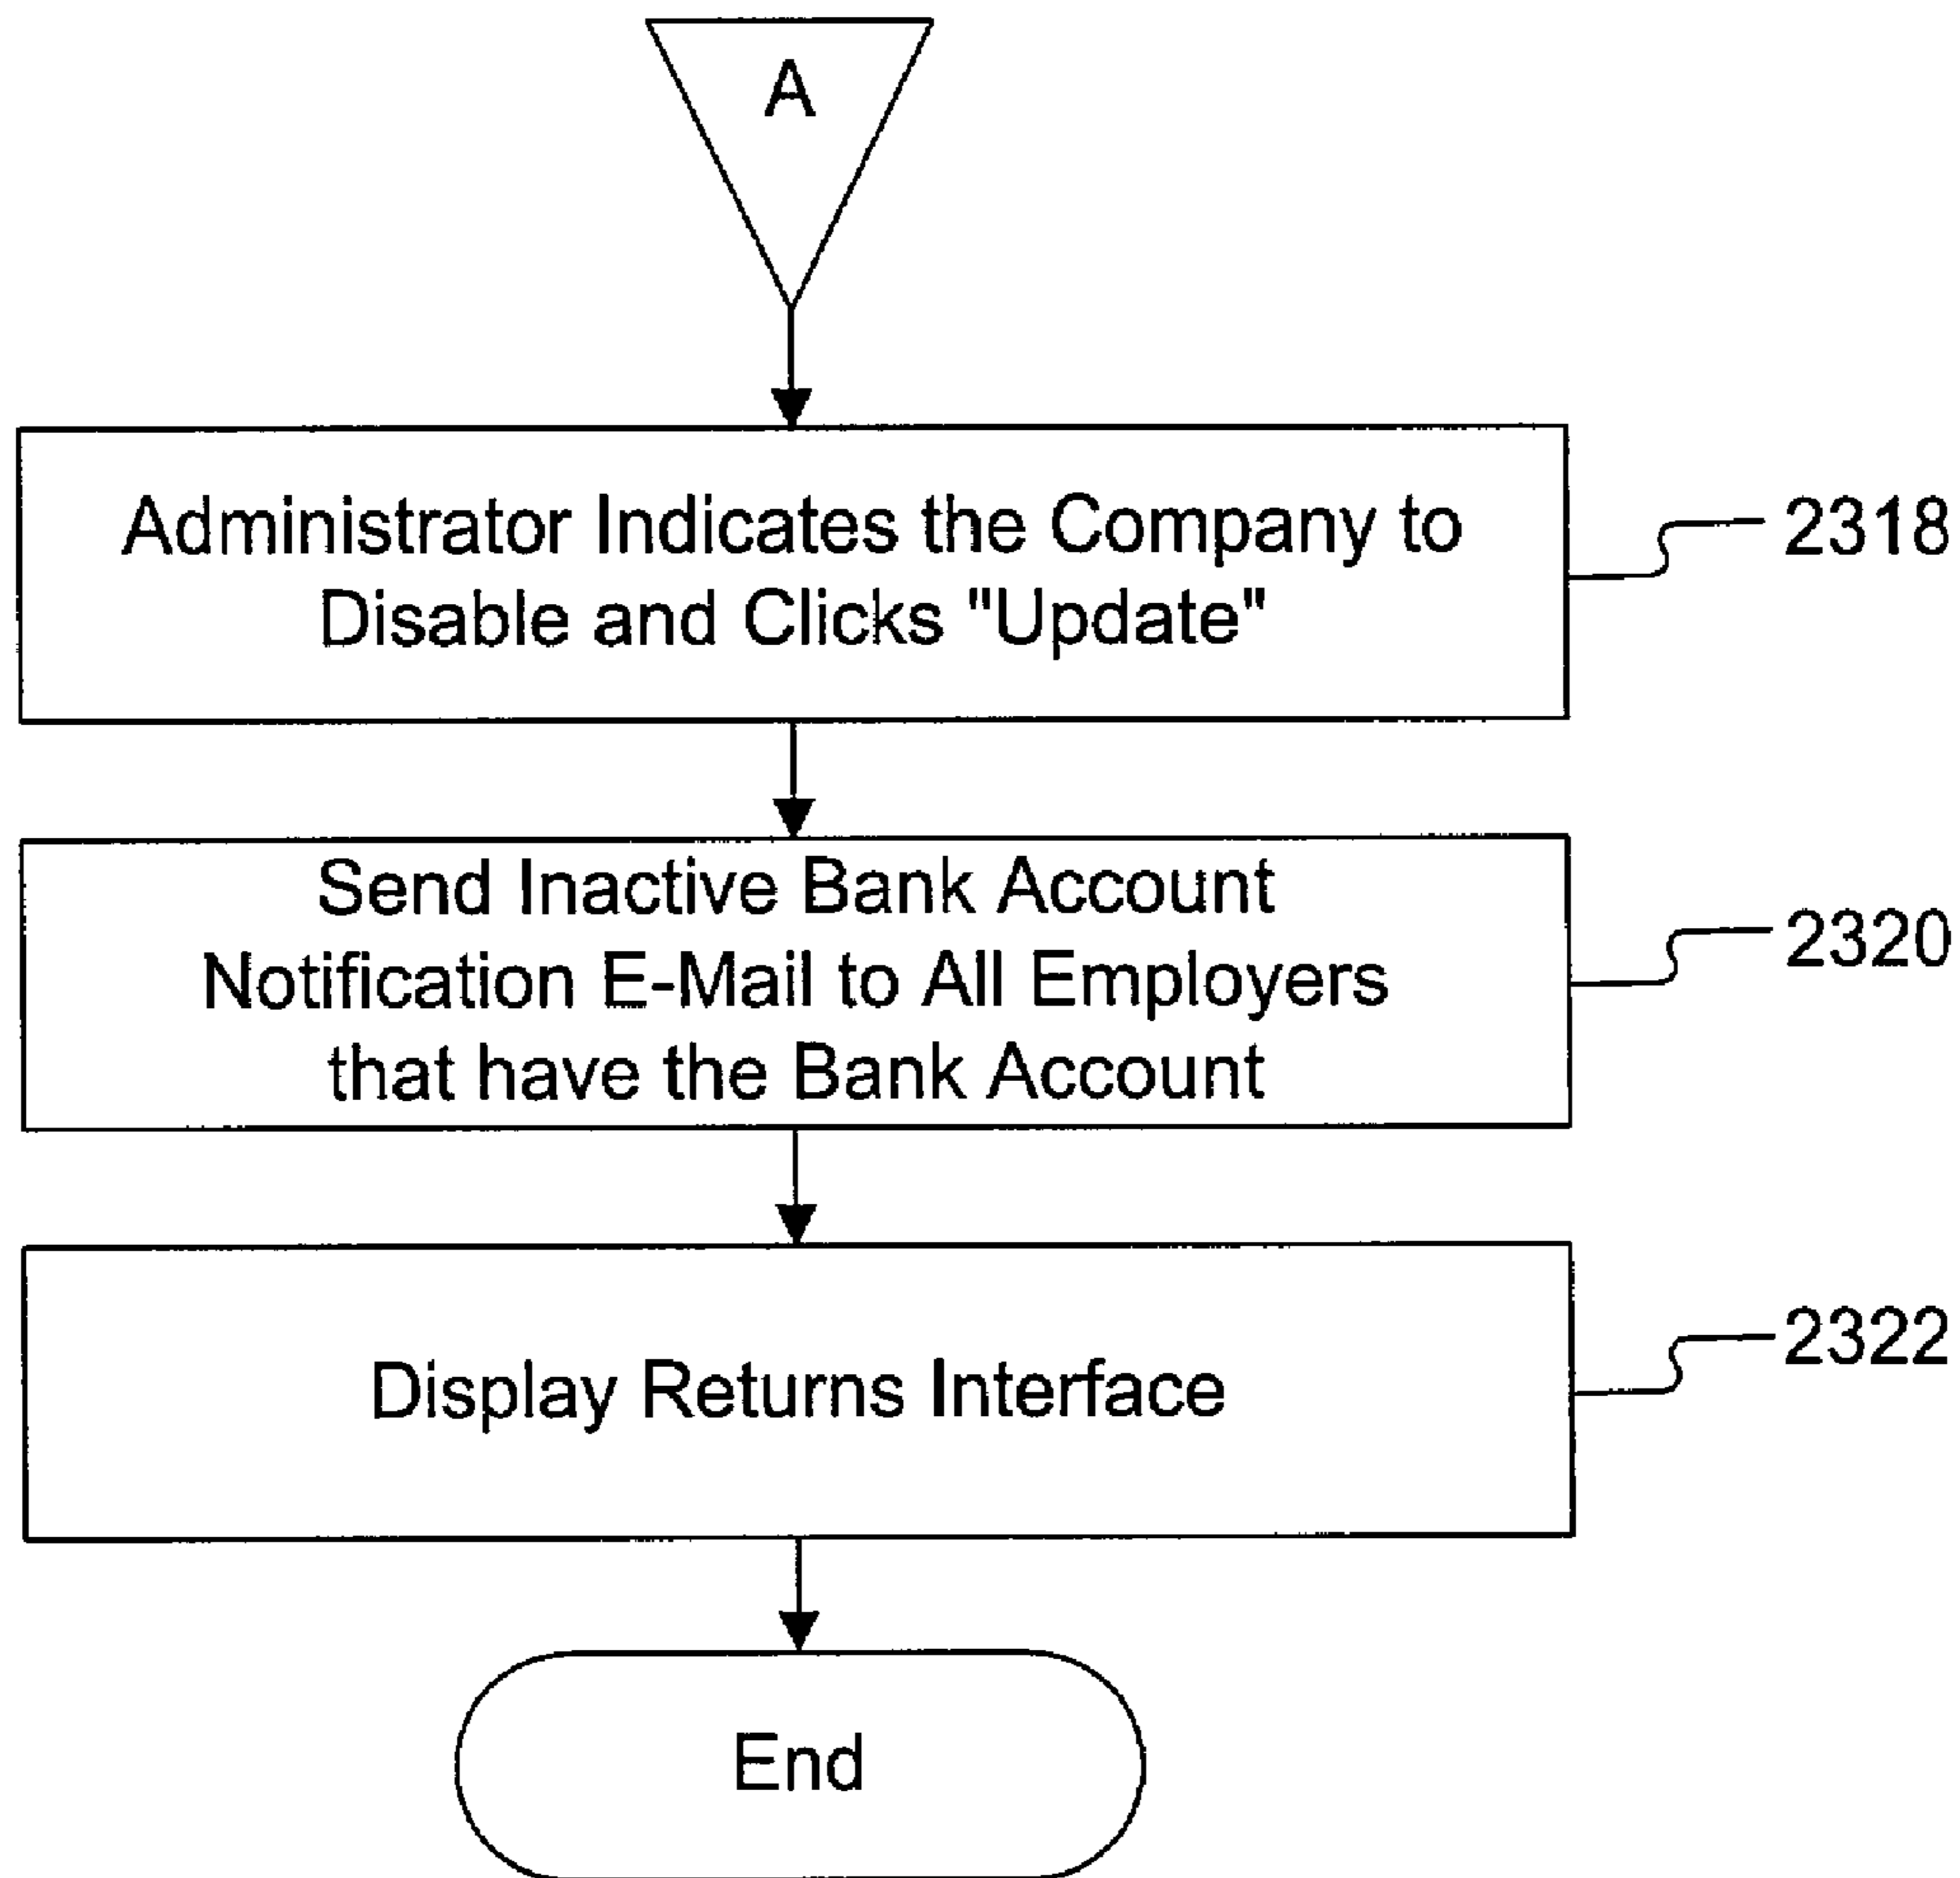 A
Administrator Indicates the Company to
Disable and Clicks "Update"
2318
Send Inactive Bank Account
Notification E-Mail to All Employers
that have the Bank Account
2320
Display Returns Interface
2322
End